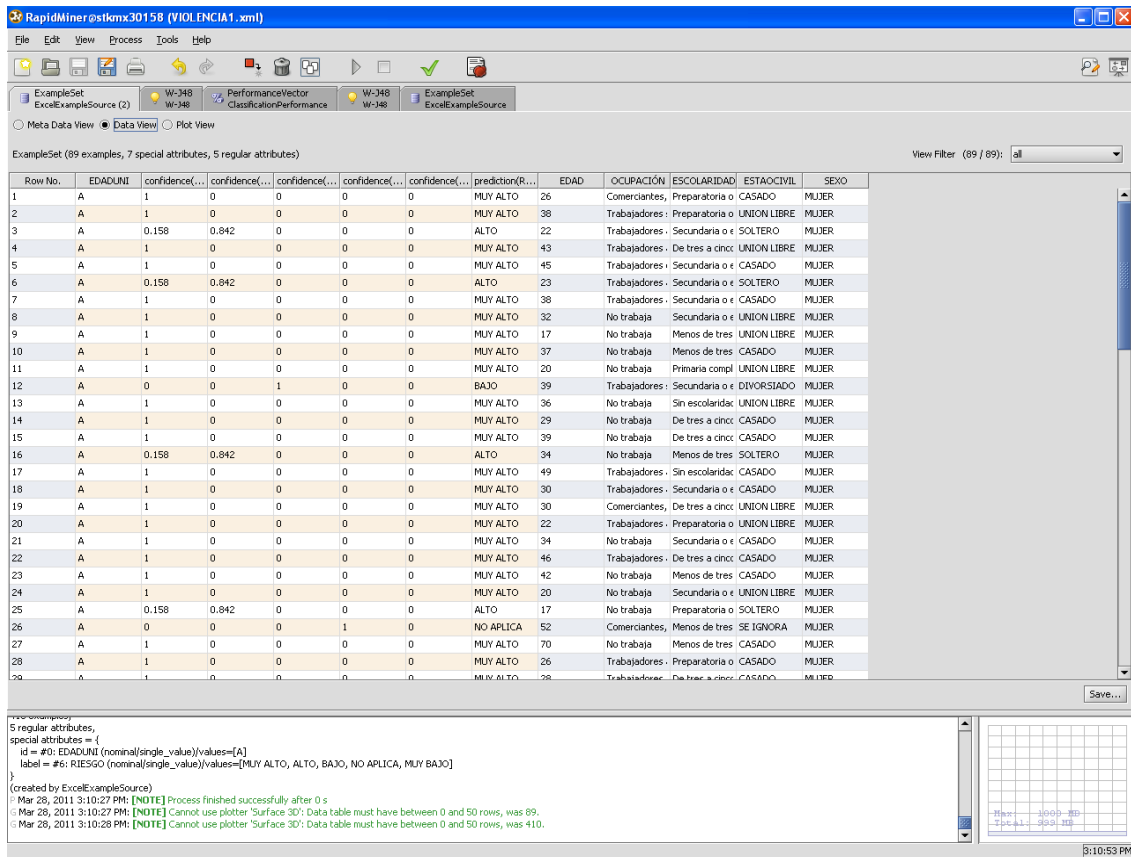 RapidMiner@stkmx30158 (VIOLENCIA1.xml)
File Edit View Process Tools Help
ExampleSet W-J48 PerformanceVector W-J48 ExampleSet
ExcelExampleSource (2) W-J48 ClassificationPerformance W-J48 ExcelExampleSource
Meta Data View Data View Plot View
ExampleSet (89 examples, 7 special attributes, 5 regular attributes) View Filter (89 / 89): all
Row No. EDADUNI confidence(... confidence(... confidence(... confidence(... confidence(... prediction(R... EDAD OCUPACIÓN ESCOLARIDAD ESTAOCIVIL SEXO
1 A 1 0 0 0 0 MUY ALTO 26 Comerciantes, Preparatoria o CASADO MUJER
2 A 1 0 0 0 0 MUY ALTO 38 Trabajadores Preparatoria o UNION LIBRE MUJER
3 A 0.158 0.842 0 0 0 ALTO 22 Trabajadores Secundaria o e SOLTERO MUJER
4 A 1 0 0 0 0 MUY ALTO 43 Trabajadores De tres a cinc UNION LIBRE MUJER
5 A 1 0 0 0 0 MUY ALTO 45 Trabajadores Secundaria o e CASADO MUJER
6 A 0.158 0.842 0 0 0 ALTO 23 Trabajadores Secundaria o e SOLTERO MUJER
7 A 1 0 0 0 0 MUY ALTO 38 Trabajadores Secundaria o e CASADO MUJER
8 A 1 0 0 0 0 MUY ALTO 32 No trabaja Secundaria o e UNION LIBRE MUJER
9 A 1 0 0 0 0 MUY ALTO 17 No trabaja Menos de tres UNION LIBRE MUJER
10 A 1 0 0 0 0 MUY ALTO 37 No trabaja Menos de tres CASADO MUJER
11 A 1 0 0 0 0 MUY ALTO 20 No trabaja Primaria compl UNION LIBRE MUJER
12 A 0 0 1 0 0 BAJO 39 Trabajadores Secundaria o e DIVORSIADO MUJER
13 A 1 0 0 0 0 MUY ALTO 36 No trabaja Sin escolaridad UNION LIBRE MUJER
14 A 1 0 0 0 0 MUY ALTO 29 No trabaja De tres a cinc CASADO MUJER
15 A 1 0 0 0 0 MUY ALTO 39 No trabaja De tres a cinc CASADO MUJER
16 A 0.158 0.842 0 0 0 ALTO 34 No trabaja Menos de tres SOLTERO MUJER
17 A 1 0 0 0 0 MUY ALTO 49 Trabajadores Sin escolaridad CASADO MUJER
18 A 1 0 0 0 0 MUY ALTO 30 Trabajadores Secundaria o e CASADO MUJER
19 A 1 0 0 0 0 MUY ALTO 30 Comerciantes, De tres a cinc UNION LIBRE MUJER
20 A 1 0 0 0 0 MUY ALTO 22 Trabajadores Preparatoria o UNION LIBRE MUJER
21 A 1 0 0 0 0 MUY ALTO 34 No trabaja Secundaria o e CASADO MUJER
22 A 1 0 0 0 0 MUY ALTO 46 Trabajadores De tres a cinc CASADO MUJER
23 A 1 0 0 0 0 MUY ALTO 42 No trabaja Menos de tres CASADO MUJER
24 A 1 0 0 0 0 MUY ALTO 20 No trabaja Secundaria o e UNION LIBRE MUJER
25 A 0.158 0.842 0 0 0 ALTO 17 No trabaja Preparatoria o SOLTERO MUJER
26 A 0 0 0 1 0 NO APLICA 52 Comerciantes, Menos de tres SE IGNORA MUJER
27 A 1 0 0 0 0 MUY ALTO 70 No trabaja Menos de tres CASADO MUJER
28 A 1 0 0 0 0 MUY ALTO 26 Trabajadores Preparatoria o CASADO MUJER
29 A 1 0 0 0 0 MUY ALTO 28 Trabajadores De tres a cinc CASADO MUJER
Save...
5 regular attributes,
special attributes = {
id = #0: EDADUNI (nominal/single_value)/values=[A]
label = #6: RIESGO (nominal/single_value)/values=[MUY ALTO, ALTO, BAJO, NO APLICA, MUY BAJO]
}
(created by ExcelExampleSource)
P Mar 28, 2011 3:10:27 PM: [NOTE] Process finished successfully after 0 s
G Mar 28, 2011 3:10:27 PM: [NOTE] Cannot use plotter 'Surface 3D': Data table must have between 0 and 50 rows, was 89.
G Mar 28, 2011 3:10:28 PM: [NOTE] Cannot use plotter 'Surface 3D': Data table must have between 0 and 50 rows, was 410.
Max: 1000 MB
Total: 999 MB
3:10:53 PM